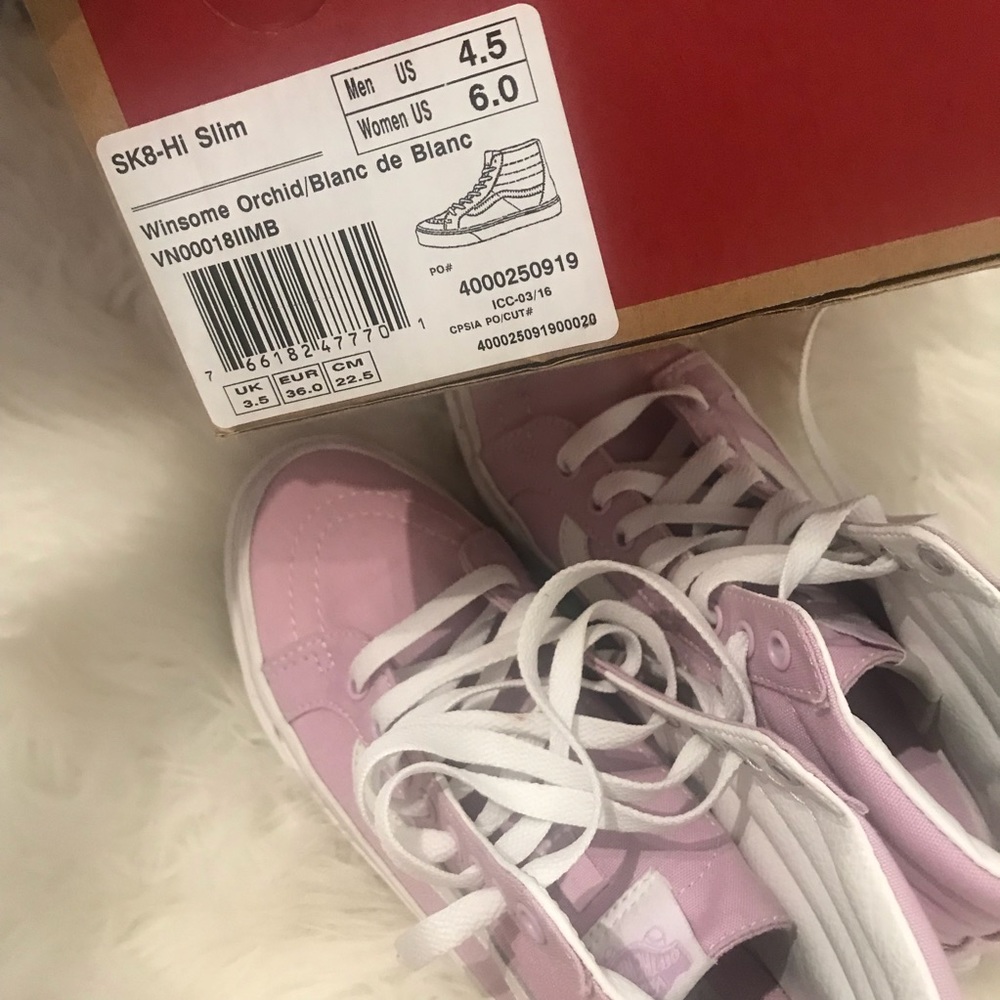 Men US 4.5
Women US 6.0
SK8-Hi Slim
Winsome Orchid/Blanc de Blanc
VN00018IIMB
PO# 4000250919
ICC-03/16
CPSIA PO/CUT#
400025091900020
7 66182 47770 1
UK EUR CM
3.5 36.0 22.5